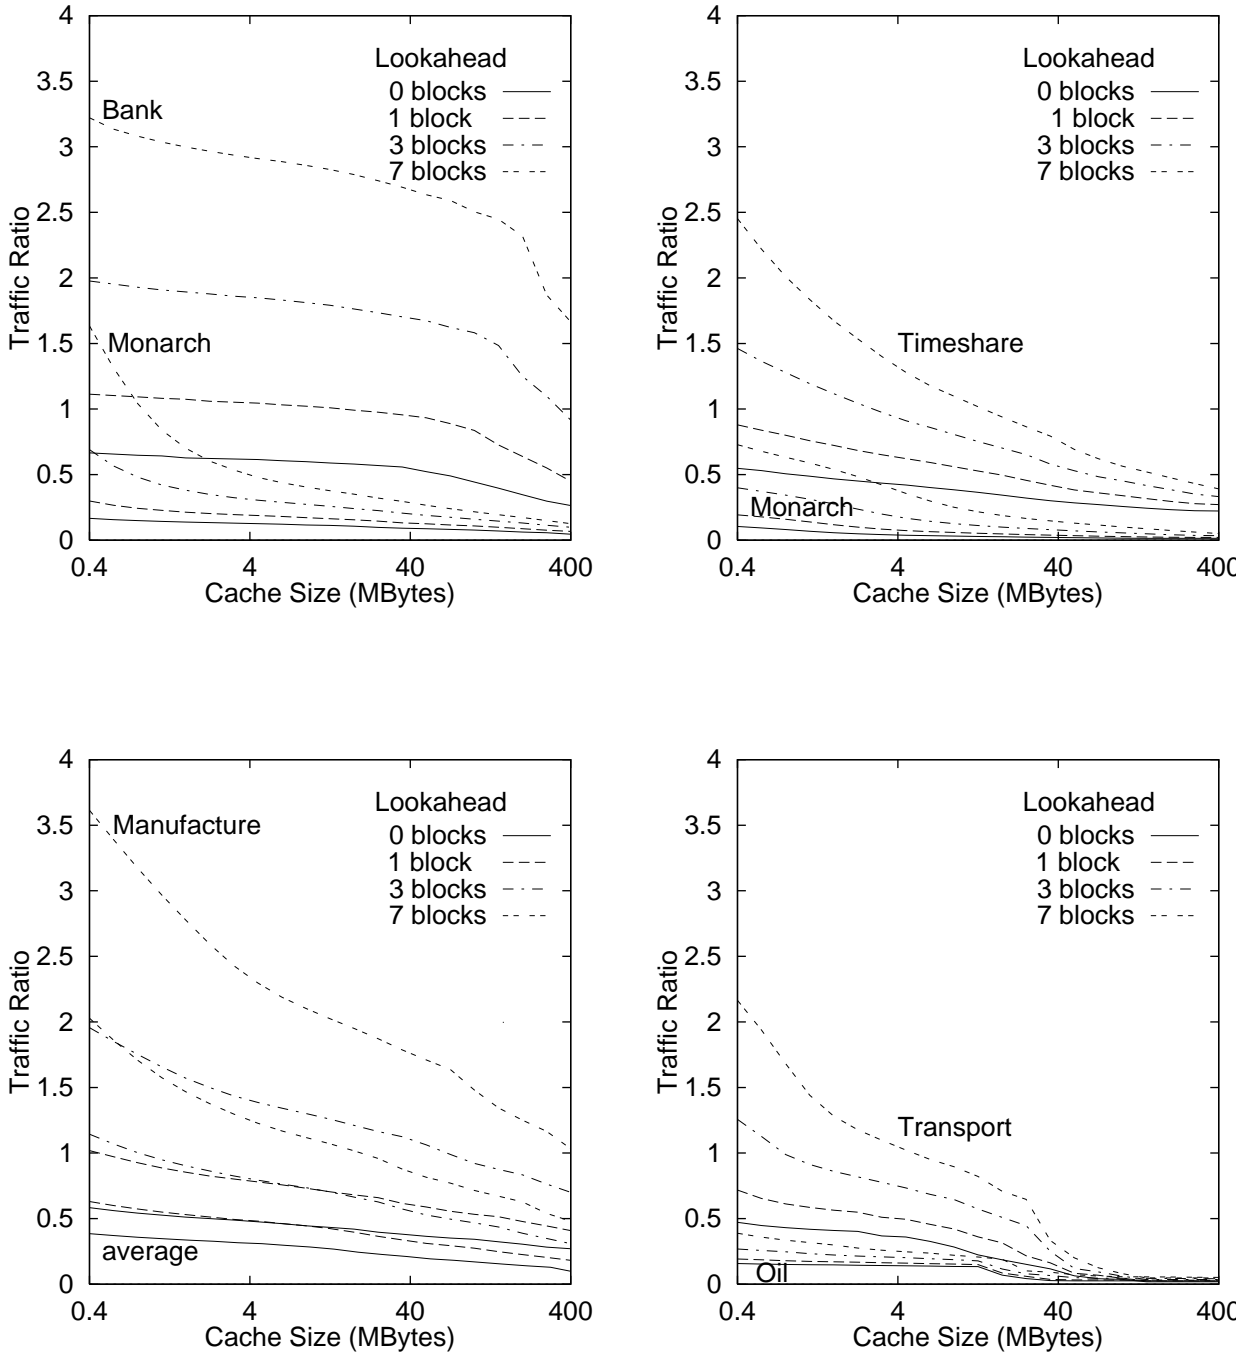 4
3.5
3
2.5
2
1.5
1
0.5
0
Traffic Ratio
Bank
Monarch
Lookahead
0 blocks
1 block
3 blocks
7 blocks
0.4 4 40 400
Cache Size (MBytes)
4
3.5
3
2.5
2
1.5
1
0.5
0
Traffic Ratio
Lookahead
0 blocks
1 block
3 blocks
7 blocks
Timeshare
Monarch
0.4 4 40 400
Cache Size (MBytes)
4
3.5
3
2.5
2
1.5
1
0.5
0
Traffic Ratio
Manufacture
Lookahead
0 blocks
1 block
3 blocks
7 blocks
average
0.4 4 40 400
Cache Size (MBytes)
4
3.5
3
2.5
2
1.5
1
0.5
0
Traffic Ratio
Lookahead
0 blocks
1 block
3 blocks
7 blocks
Transport
Oil
0.4 4 40 400
Cache Size (MBytes)